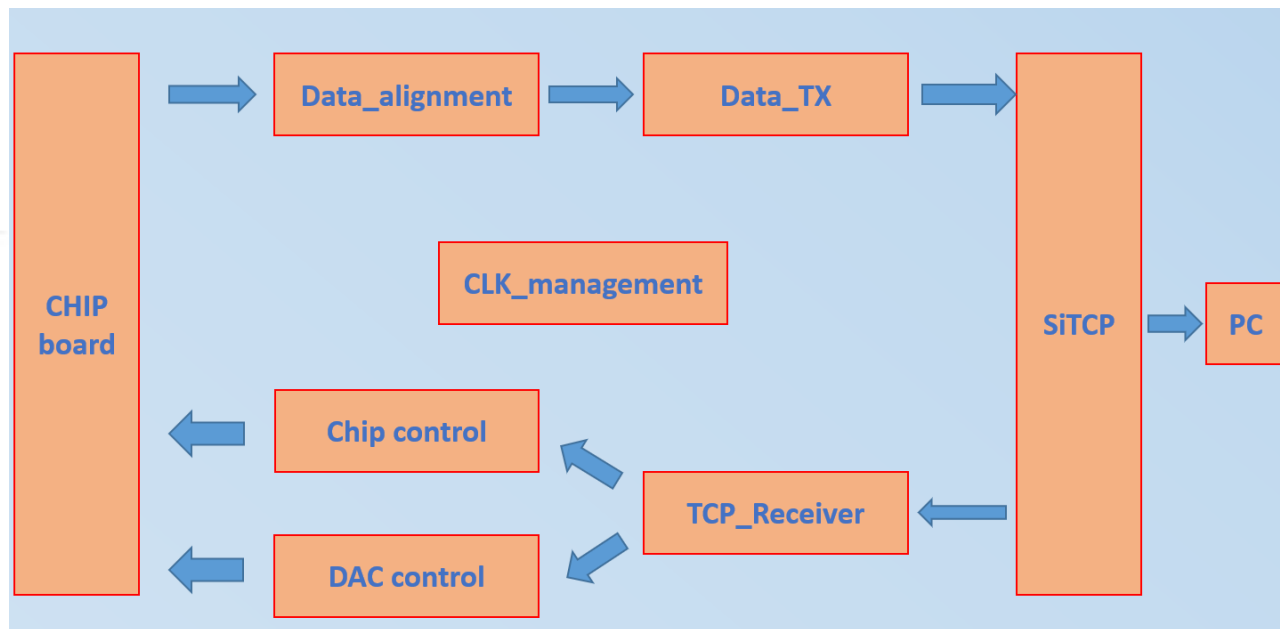 Data_alignment
Data_TX
CLK_management
CHIP
board
SiTCP
PC
Chip control
TCP_Receiver
DAC control